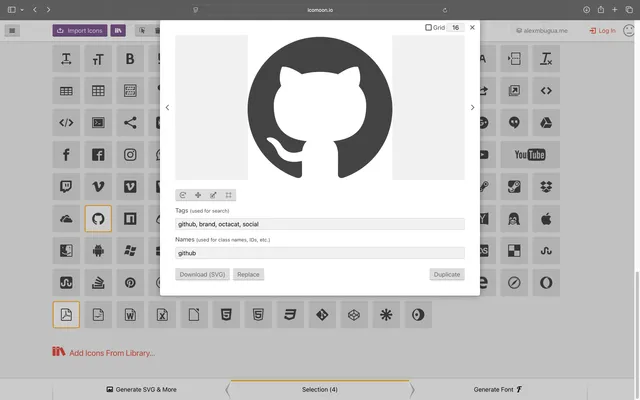 icomoon.io
Import Icons
Grid 16
alexmbugua.me
Log In
Tags (used for search)
github, brand, octacat, social
Names (used for class names, IDs, etc.)
github
Download (SVG)
Replace
Duplicate
YouTube
Add Icons From Library...
Generate SVG & More
Selection (4)
Generate Font